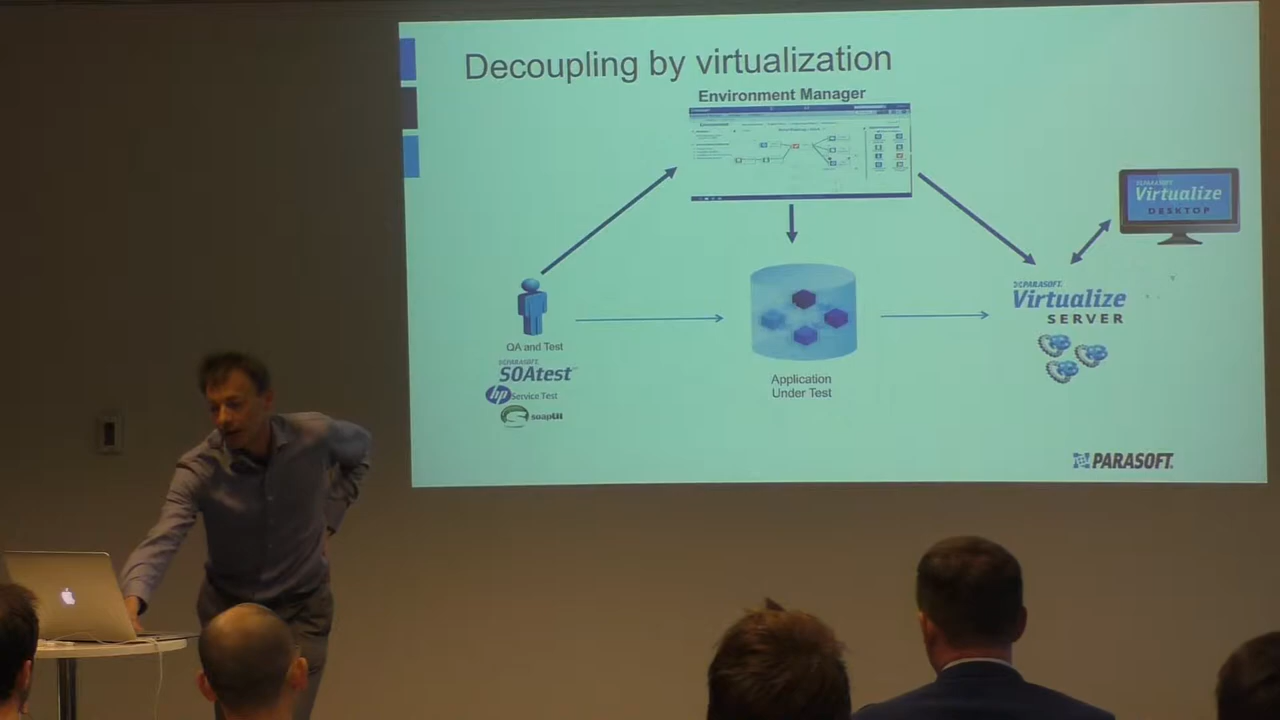 Decoupling by virtualization
Environment Manager
PARASOFT.
Virtualize
DESKTOP
PARASOFT.
Virtualize
SERVER
QA and Test
PARASOFT.
SOAtest
hp Service Test
soapUI
Application
Under Test
PARASOFT.